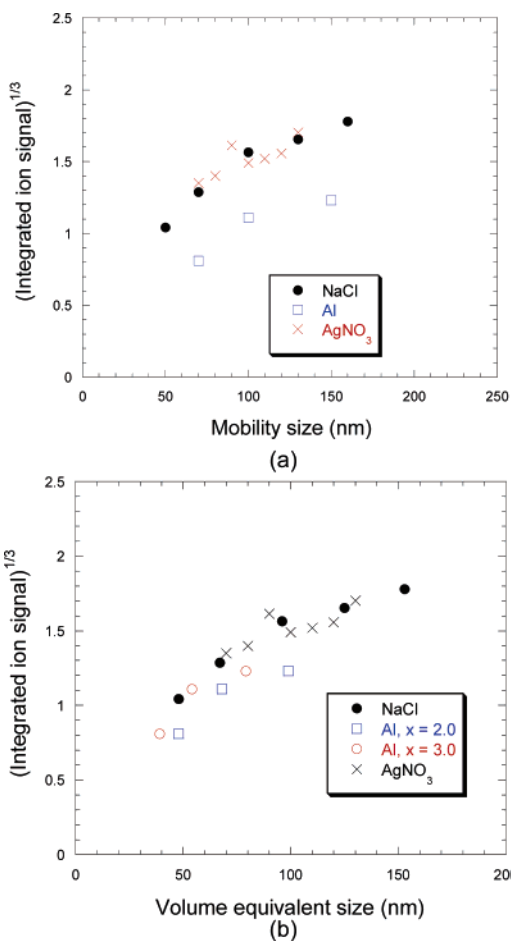 2.5
2
1.5
1
0.5
0
(Integrated ion signal)1/3
NaCl
Al
AgNO3
0 50 100 150 200 250
Mobility size (nm)
(a)
2.5
2
1.5
1
0.5
0
(Integrated ion signal)1/3
NaCl
Al, x = 2.0
Al, x = 3.0
AgNO3
0 50 100 150 20
Volume equivalent size (nm)
(b)